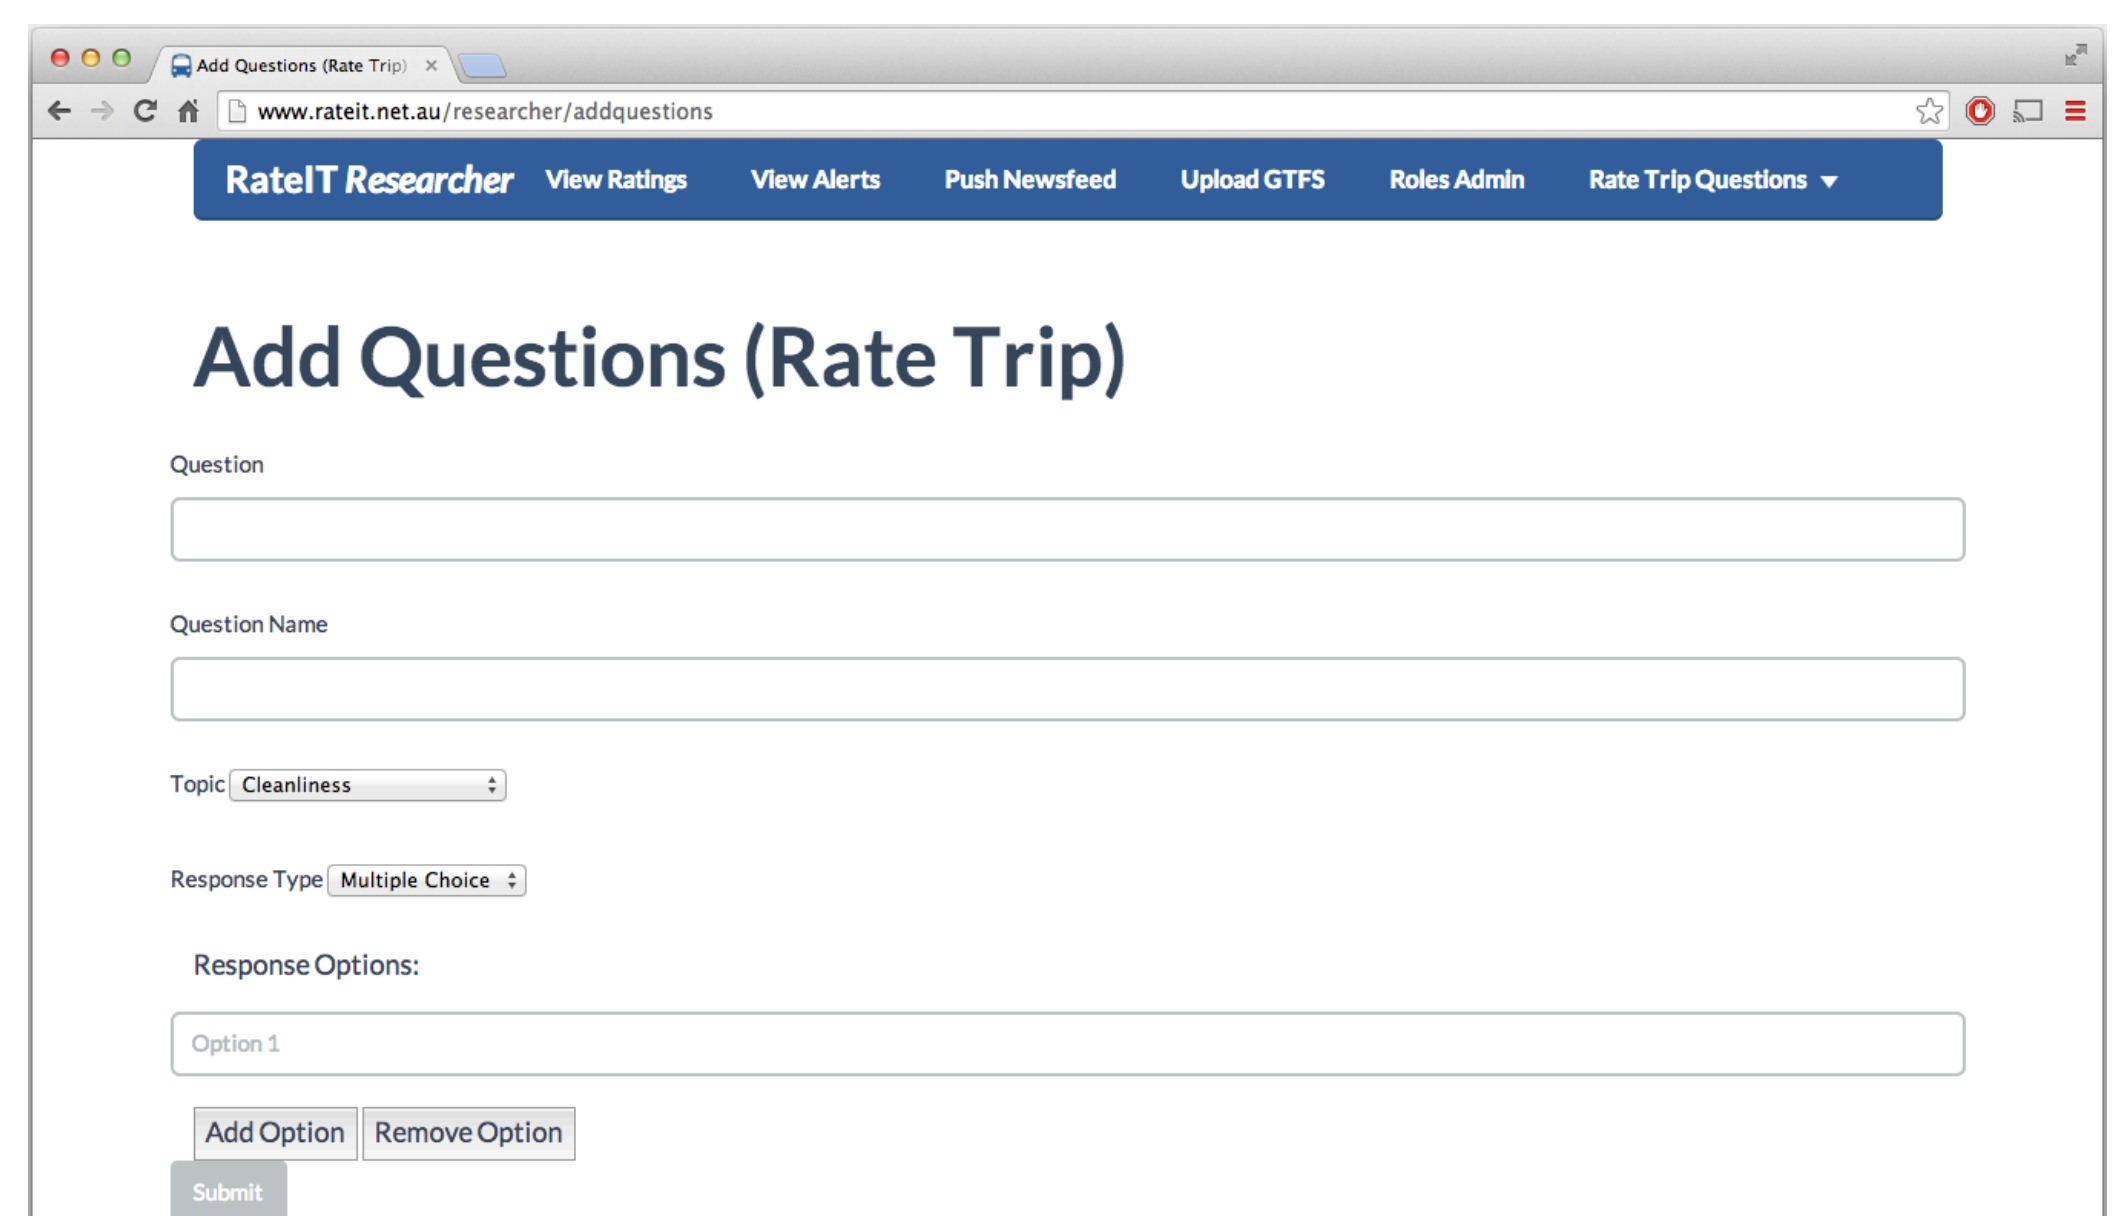 Add Questions (Rate Trip)
www.rateit.net.au/researcher/addquestions
RateIT Researcher View Ratings View Alerts Push Newsfeed Upload GTFS Roles Admin Rate Trip Questions
Add Questions (Rate Trip)
Question
Question Name
Topic Cleanliness
Response Type Multiple Choice
Response Options:
Option 1
Add Option Remove Option
Submit